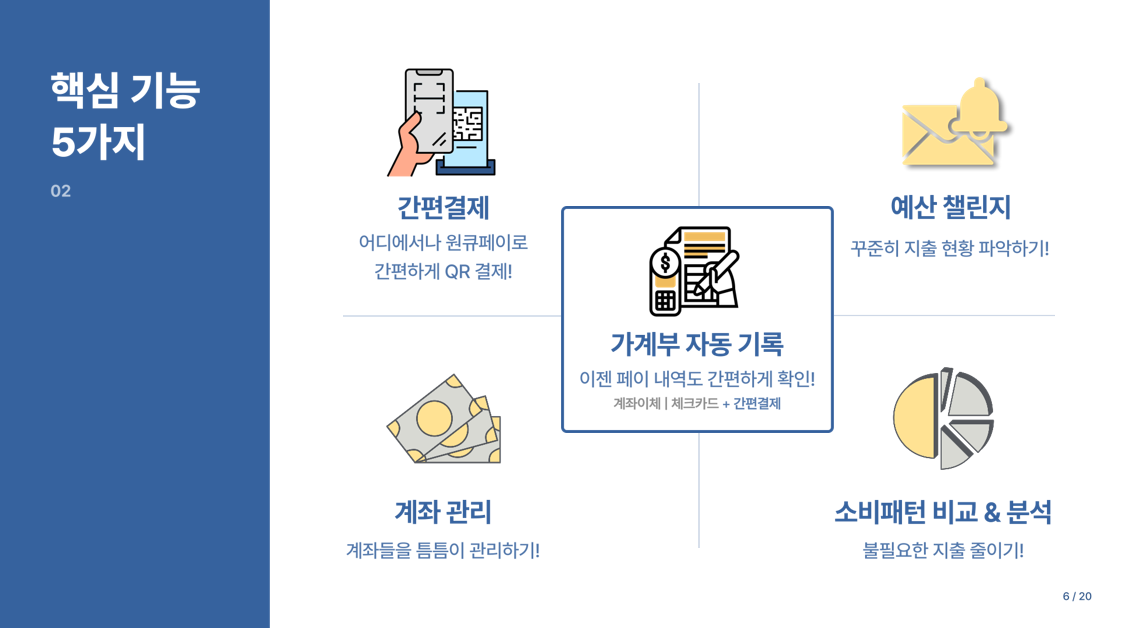 핵심 기능
5가지
02
간편결제
어디에서나 원큐페이로
간편하게 QR 결제!
예산 챌린지
꾸준히 지출 현황 파악하기!
$
가계부 자동 기록
이젠 페이 내역도 간편하게 확인!
계좌이체 | 체크카드 + 간편결제
계좌 관리
계좌들을 틈틈이 관리하기!
소비패턴 비교 & 분석
불필요한 지출 줄이기!
6 / 20